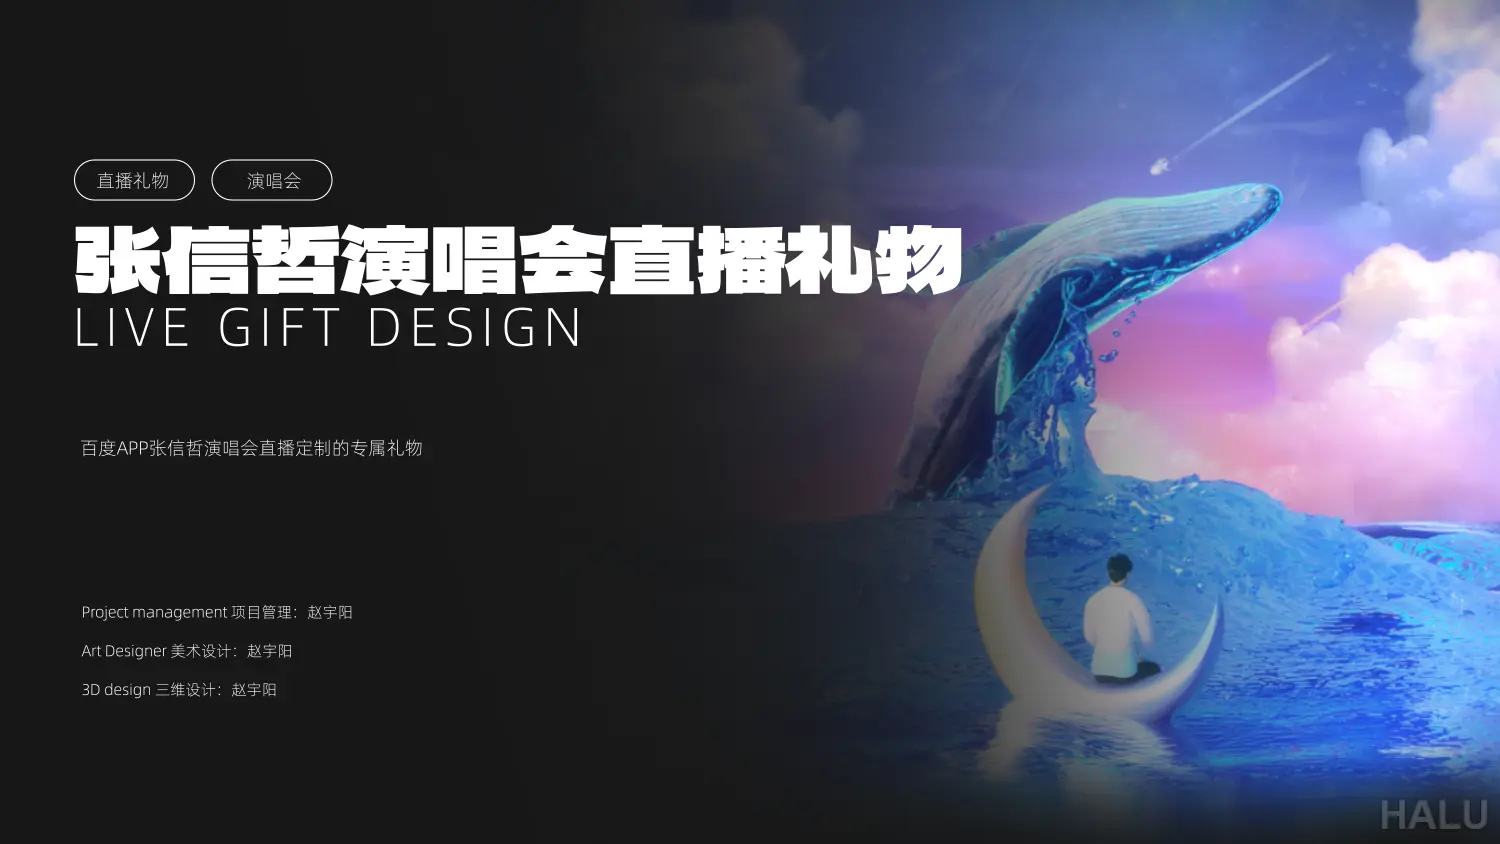 直播礼物
演唱会
张信哲演唱会直播礼物
LIVE GIFT DESIGN
百度APP张信哲演唱会直播定制的专属礼物
Project management 项目管理：赵宇阳
Art Designer 美术设计：赵宇阳
3D design 三维设计：赵宇阳
HALU